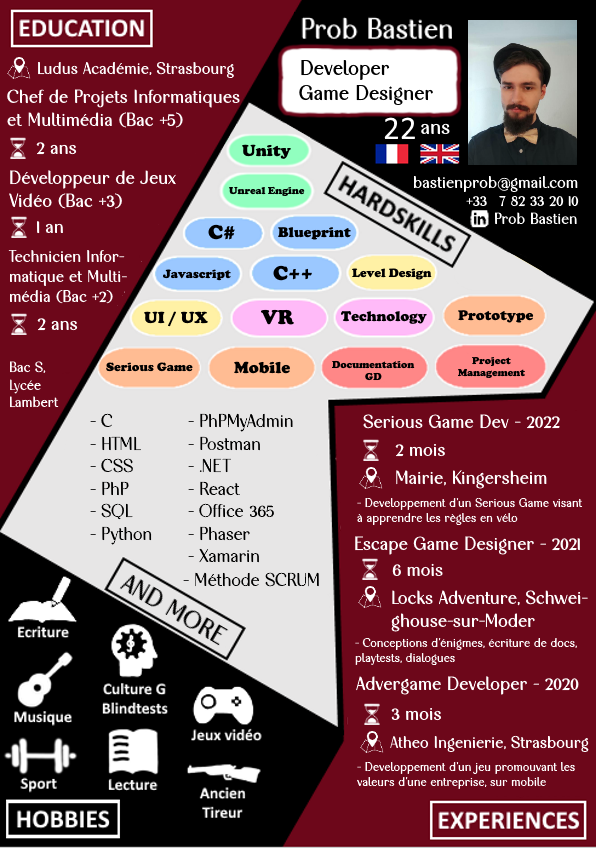 EDUCATION
Ludus Académie, Strasbourg
Chef de Projets Informatiques
et Multimédia (Bac +5)
2 ans
Développeur de Jeux
Vidéo (Bac +3)
1 an
Technicien Infor-
matique et Multi-
média (Bac +2)
2 ans
Bac S,
Lycée
Lambert
Prob Bastien
Developer
Game Designer
22 ans
bastienprob@gmail.com
+33 7 82 33 20 10
in Prob Bastien
HARDSKILLS
Unity
Unreal Engine
C# Blueprint
Javascript C++ Level Design
UI / UX VR Technology Prototype
Serious Game Mobile Documentation GD Project Management
- C
- HTML
- CSS
- PhP
- SQL
- Python
- PhPMyAdmin
- Postman
- .NET
- React
- Office 365
- Phaser
- Xamarin
- Méthode SCRUM
AND MORE
Serious Game Dev - 2022
2 mois
Mairie, Kingersheim
- Developpement d'un Serious Game visant
à apprendre les règles en vélo
Escape Game Designer - 2021
6 mois
Locks Adventure, Schwei-
ghouse-sur-Moder
- Conceptions d'énigmes, écriture de docs,
playtests, dialogues
Advergame Developer - 2020
3 mois
Atheo Ingenierie, Strasbourg
- Developpement d'un jeu promouvant les
valeurs d'une entreprise, sur mobile
EXPERIENCES
Ecriture
Culture G
Blindtests
Musique
Jeux vidéo
Sport
Lecture
Ancien
Tireur
HOBBIES